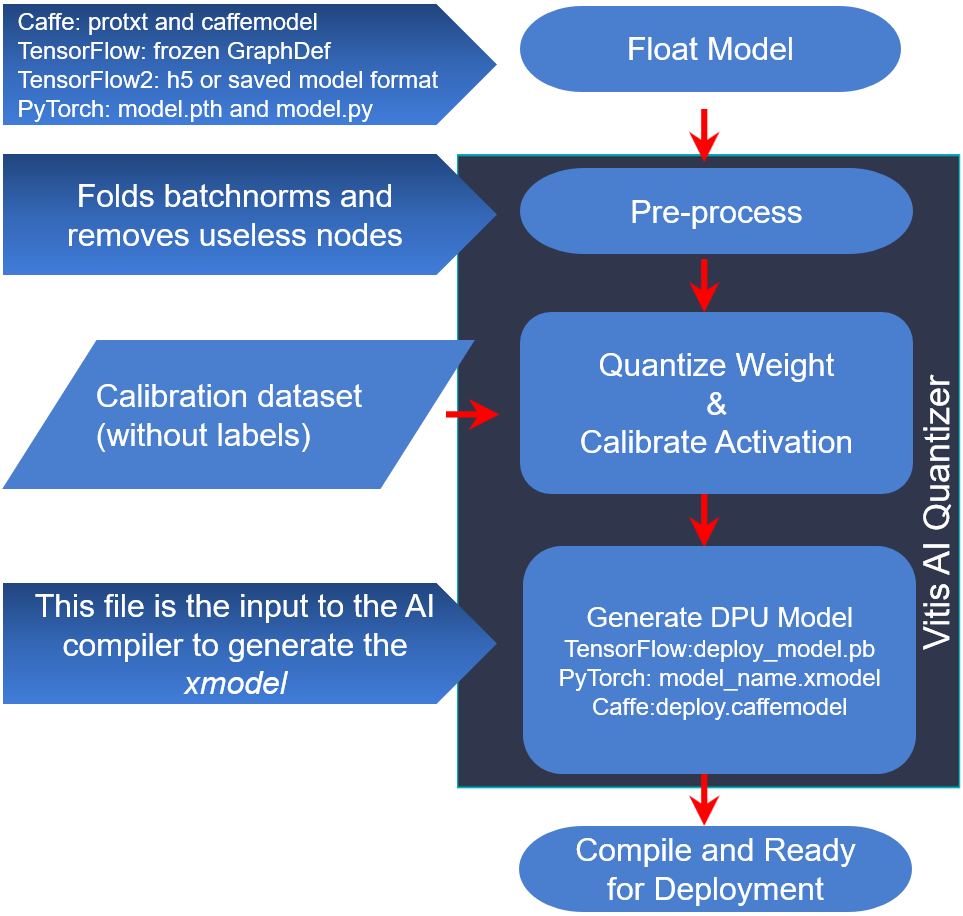 Caffe: protxt and caffemodel
TensorFlow: frozen GraphDef
TensorFlow2: h5 or saved model format
PyTorch: model.pth and model.py
Float Model
Folds batchnorms and
removes useless nodes
Pre-process
Calibration dataset
(without labels)
Quantize Weight
&
Calibrate Activation
This file is the input to the AI
compiler to generate the
xmodel
Generate DPU Model
TensorFlow:deploy_model.pb
PyTorch: model_name.xmodel
Caffe:deploy.caffemodel
Vitis AI Quantizer
Compile and Ready
for Deployment